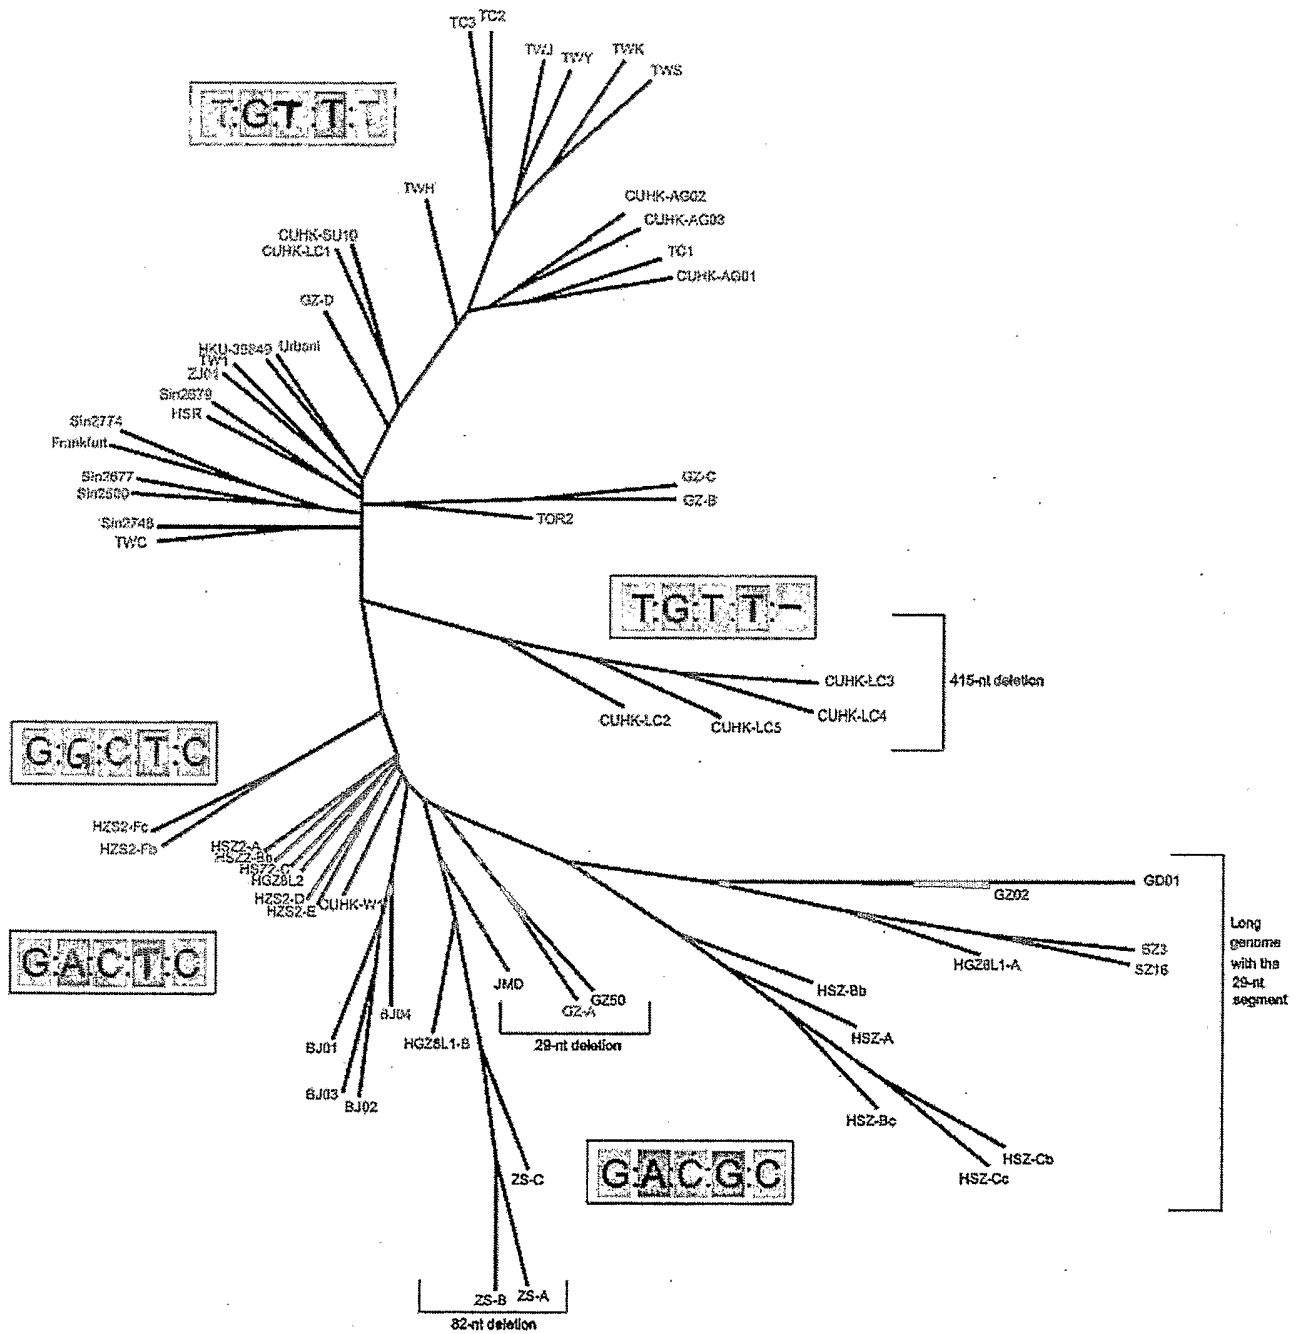 TC3 TC2
TWJ
TWY
TWK
TWS
T:G:T:T:T
TWH
CUHK-AG02
CUHK-AG03
TC1
CUHK-AG01
CUHK-SU10
CUHK-LC1
GZ-D
HKU-39849
Urbani
TW1
ZJ01
Sin2679
HSR
Sin2774
Frankfurt
Sin2677
Sin2500
Sin2748
TWC
GZ-C
GZ-B
TOR2
T:G:T:T:-
CUHK-LC3
CUHK-LC4
CUHK-LC2
CUHK-LC5
415-nt deletion
G:G:C:T:C
HZS2-Fc
HZS2-Fb
HSZ2-A
HSZ2-Bb
HSZ2-C
HGZ8L2
HZS2-D
HZS2-E
CUHK-W1
G:A:C:T:C
BJ01
BJ03
BJ02
BJ04
HGZ8L1-B
JMD
GZ-A
GZ50
29-nt deletion
GD01
GZ02
SZ3
SZ16
HGZ8L1-A
HSZ-Bb
HSZ-A
HSZ-Bc
HSZ-Cb
HSZ-Cc
Long
genome
with the
29-nt
segment
G:A:C:G:C
ZS-C
ZS-B
ZS-A
82-nt deletion